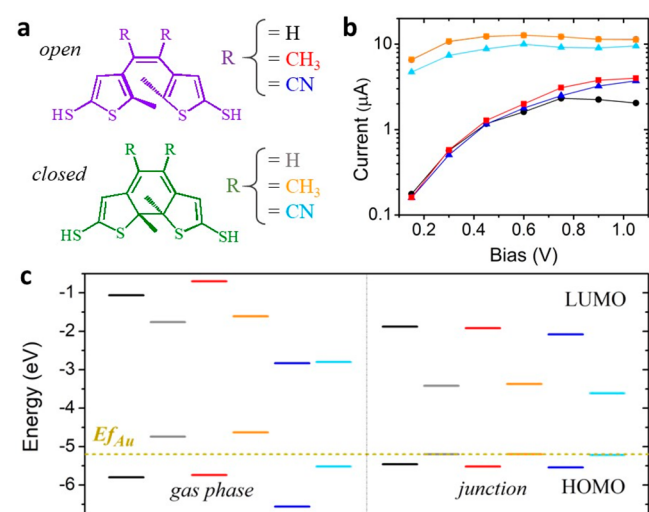 a
open
R R
HS S S SH
R
= H
= CH3
= CN
closed
R R
HS S S SH
R
= H
= CH3
= CN
b
Current (μA)
10
1
0.1
0.2 0.4 0.6 0.8 1.0
Bias (V)
c
Energy (eV)
-1
-2
-3
-4
-5
-6
LUMO
EfAu
gas phase
junction
HOMO